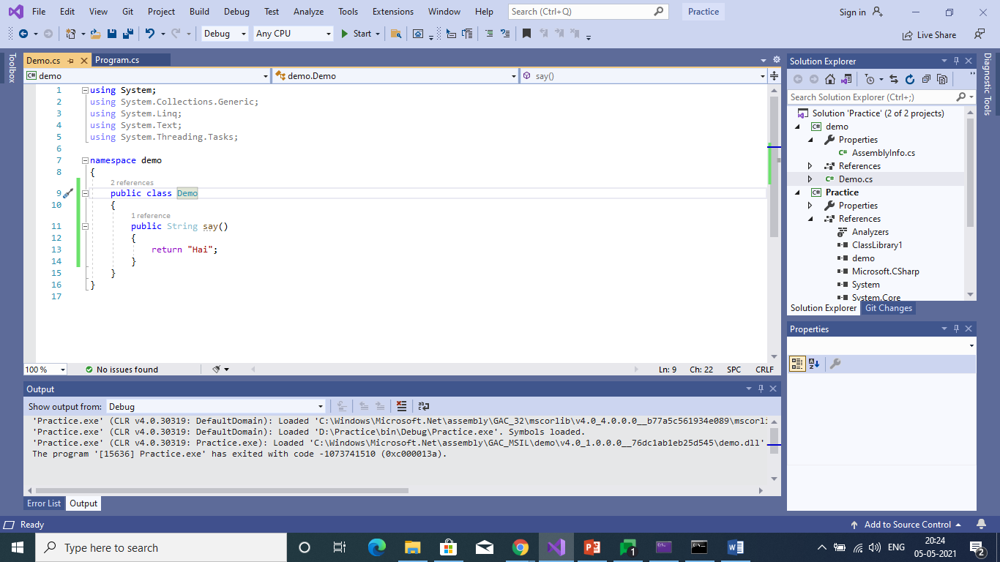 File Edit View Git Project Build Debug Test Analyze Tools Extensions Window Help Search (Ctrl+Q) Practice Sign in
Debug Any CPU Start Live Share
Toolbox
Demo.cs Program.cs
demo demo.Demo say()
1 using System;
2 using System.Collections.Generic;
3 using System.Linq;
4 using System.Text;
5 using System.Threading.Tasks;
6
7 namespace demo
8 {
2 references
9 public class Demo
10 {
1 reference
11 public String say()
12 {
13 return "Hai";
14 }
15 }
16 }
17
100 % No issues found Ln: 9 Ch: 22 SPC CRLF
Output
Show output from: Debug
'Practice.exe' (CLR v4.0.30319: DefaultDomain): Loaded 'C:\Windows\Microsoft.Net\assembly\GAC_32\mscorlib\v4.0_4.0.0.0__b77a5c561934e089\mscorli
'Practice.exe' (CLR v4.0.30319: DefaultDomain): Loaded 'D:\Practice\bin\Debug\Practice.exe'. Symbols loaded.
'Practice.exe' (CLR v4.0.30319: Practice.exe): Loaded 'C:\Windows\Microsoft.Net\assembly\GAC_MSIL\demo\v4.0_1.0.0.0__76dc1ab1eb25d545\demo.dll'
The program '[15636] Practice.exe' has exited with code -1073741510 (0xc000013a).
Error List Output
Solution Explorer
Search Solution Explorer (Ctrl+;)
Solution 'Practice' (2 of 2 projects)
C# demo
Properties
C# AssemblyInfo.cs
References
C# Demo.cs
C# Practice
Properties
References
Analyzers
ClassLibrary1
demo
Microsoft.CSharp
System
System.Core
Solution Explorer Git Changes
Properties
Diagnostic Tools
Ready Add to Source Control
Type here to search
1
ENG
20:24
05-05-2021
2